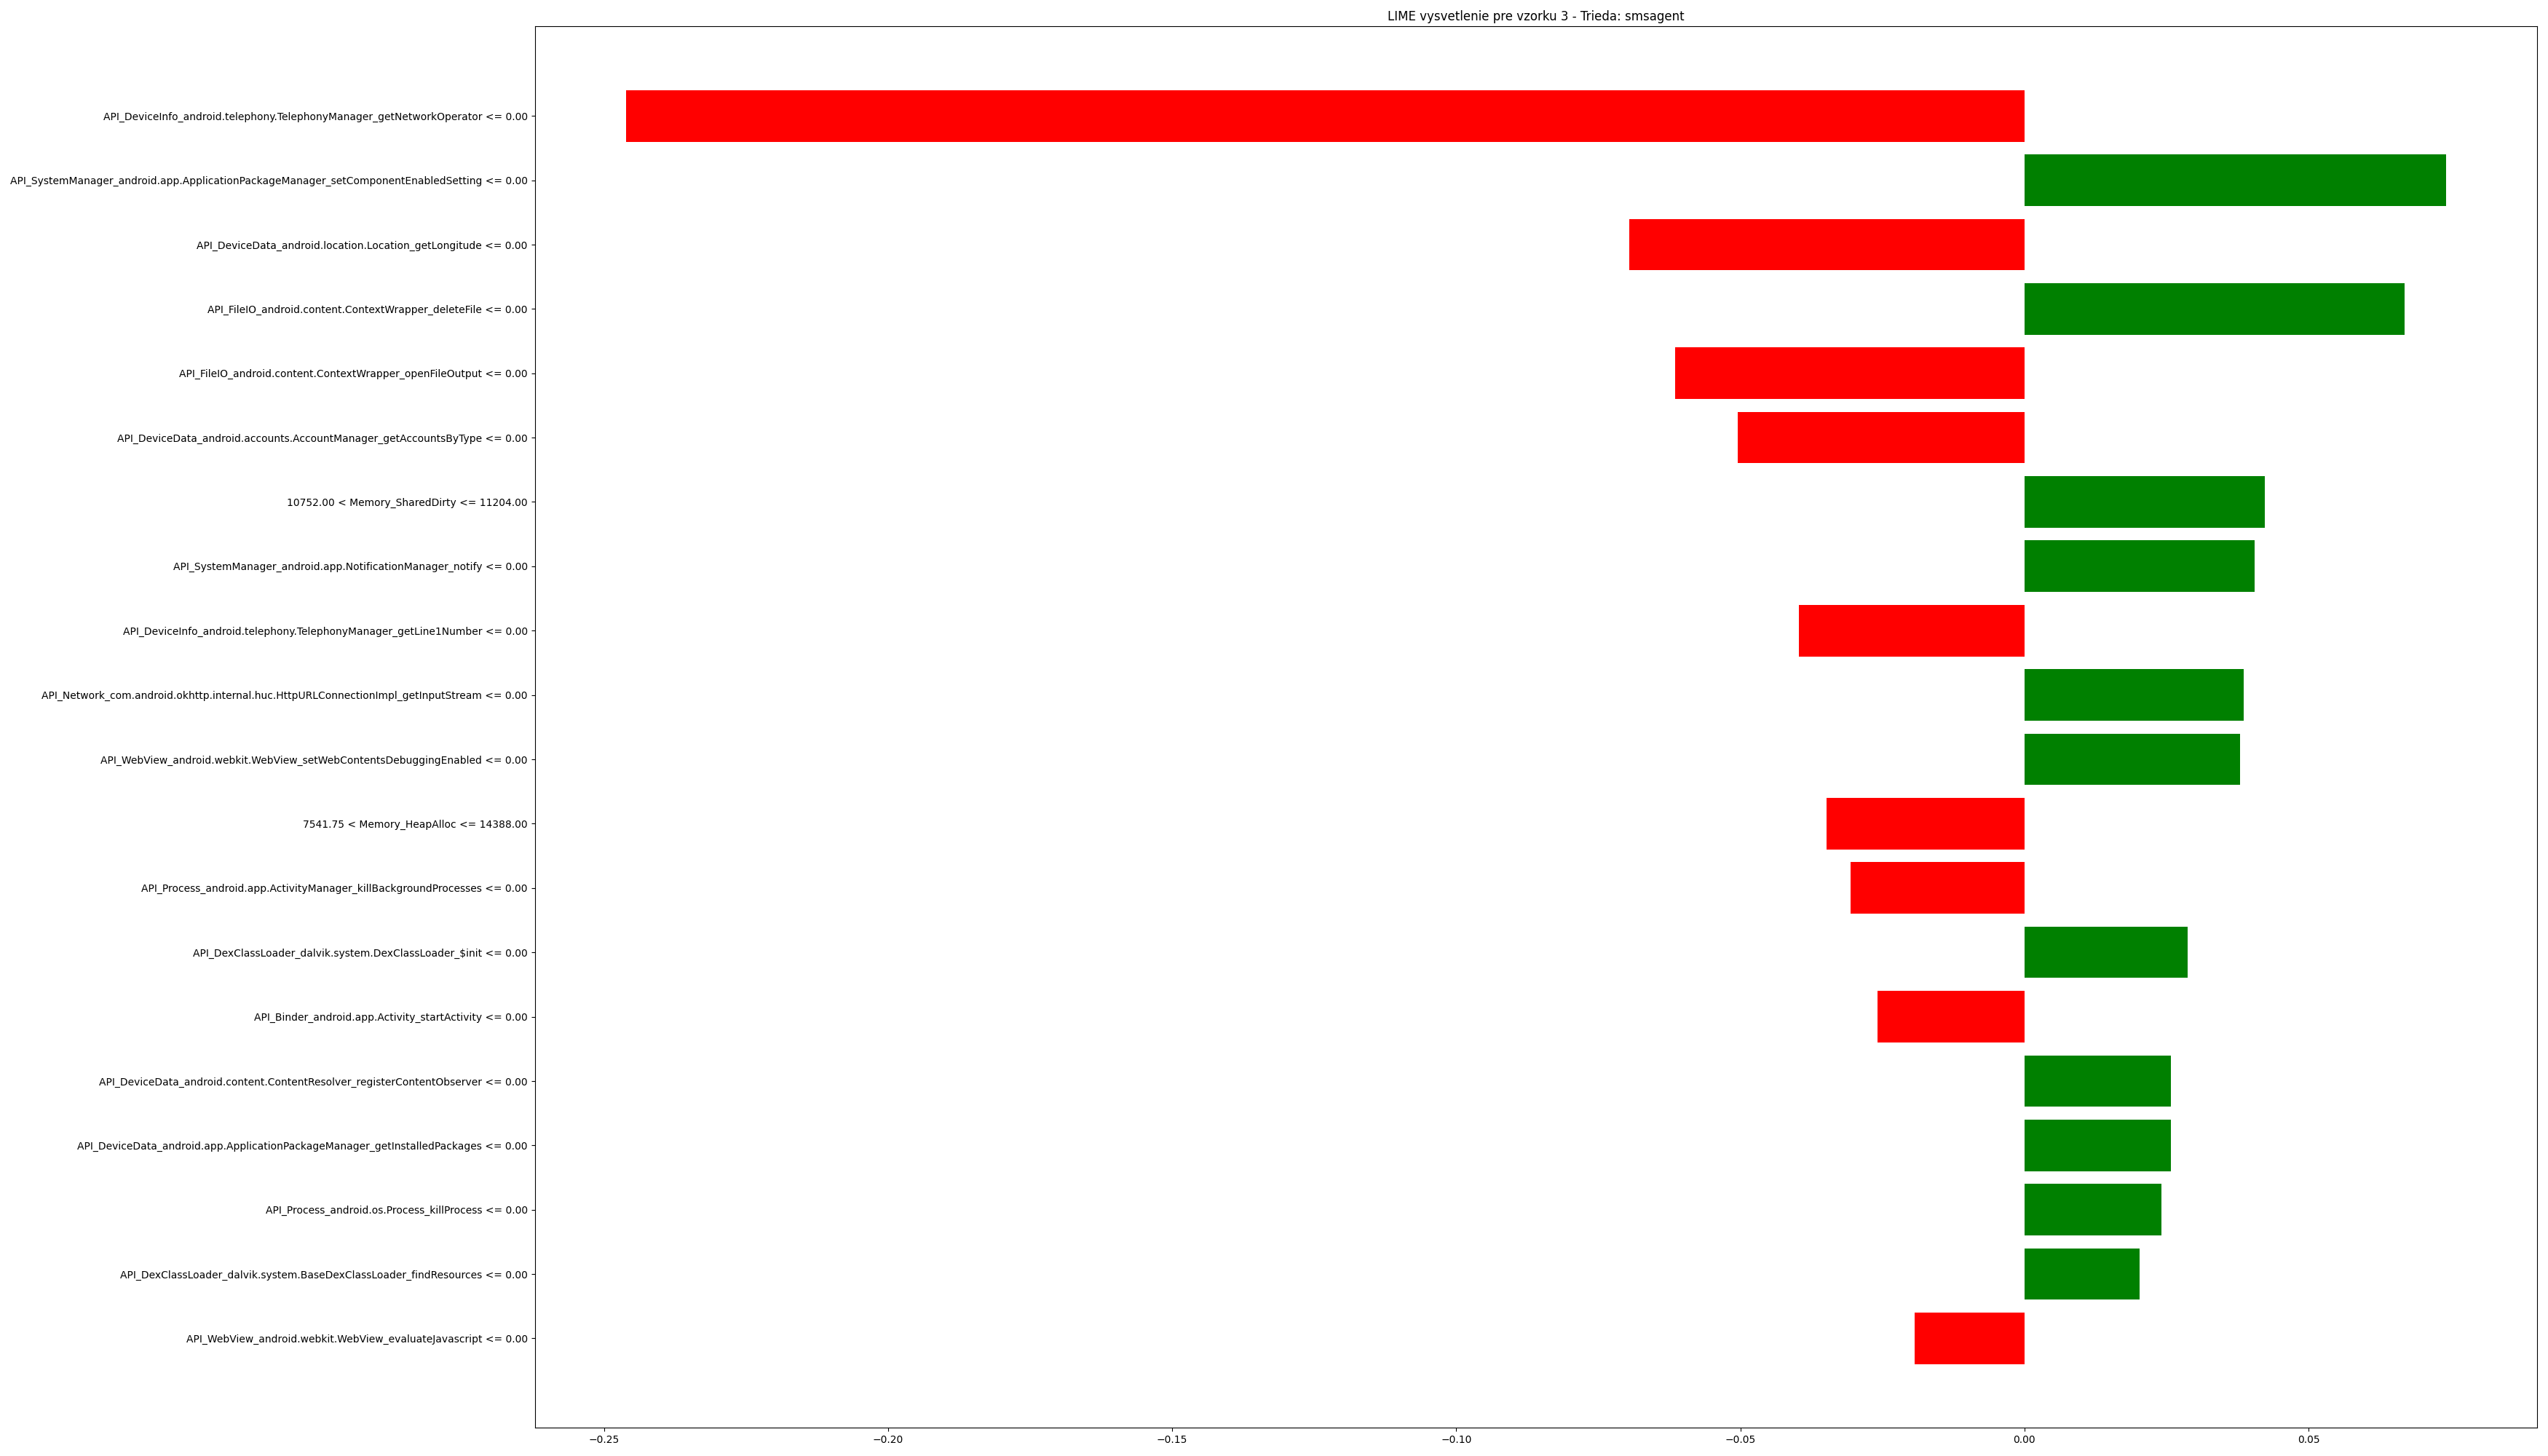 LIME vysvetlenie pre vzorku 3 - Trieda: smsagent
API_DeviceInfo_android.telephony.TelephonyManager_getNetworkOperator <= 0.00
API_SystemManager_android.app.ApplicationPackageManager_setComponentEnabledSetting <= 0.00
API_DeviceData_android.location.Location_getLongitude <= 0.00
API_FileIO_android.content.ContextWrapper_deleteFile <= 0.00
API_FileIO_android.content.ContextWrapper_openFileOutput <= 0.00
API_DeviceData_android.accounts.AccountManager_getAccountsByType <= 0.00
10752.00 < Memory_SharedDirty <= 11204.00
API_SystemManager_android.app.NotificationManager_notify <= 0.00
API_DeviceInfo_android.telephony.TelephonyManager_getLine1Number <= 0.00
API_Network_com.android.okhttp.internal.huc.HttpURLConnectionImpl_getInputStream <= 0.00
API_WebView_android.webkit.WebView_setWebContentsDebuggingEnabled <= 0.00
7541.75 < Memory_HeapAlloc <= 14388.00
API_Process_android.app.ActivityManager_killBackgroundProcesses <= 0.00
API_DexClassLoader_dalvik.system.DexClassLoader_$init <= 0.00
API_Binder_android.app.Activity_startActivity <= 0.00
API_DeviceData_android.content.ContentResolver_registerContentObserver <= 0.00
API_DeviceData_android.app.ApplicationPackageManager_getInstalledPackages <= 0.00
API_Process_android.os.Process_killProcess <= 0.00
API_DexClassLoader_dalvik.system.BaseDexClassLoader_findResources <= 0.00
API_WebView_android.webkit.WebView_evaluateJavascript <= 0.00
−0.25 −0.20 −0.15 −0.10 −0.05 0.00 0.05